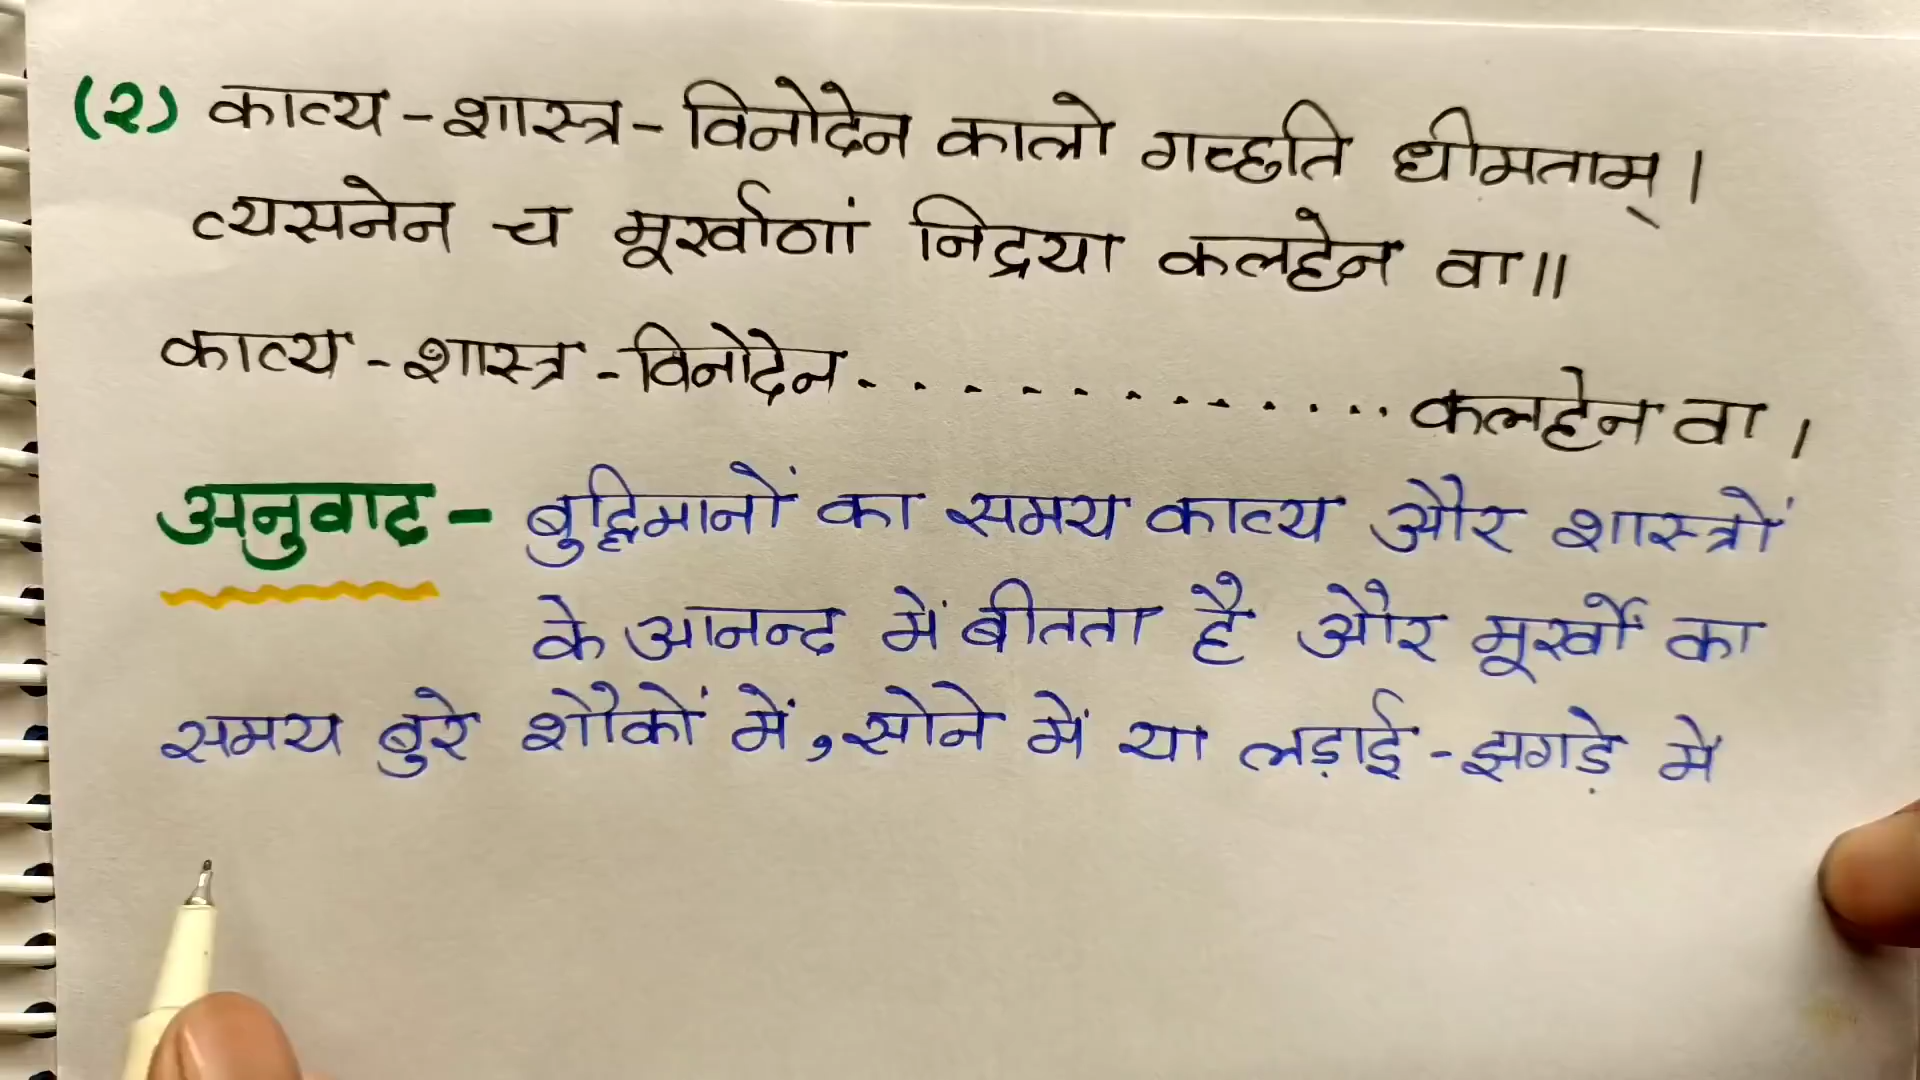 (२) काव्य-शास्त्र-विनोदेन कालो गच्छति धीमताम्।
व्यसनेन च मूर्खाणां निद्रया कलहेन वा॥
काव्य-शास्त्र-विनोदेन.............कलहेन वा।
अनुवाद- बुद्धिमानों का समय काव्य और शास्त्रों
के आनन्द में बीतता है और मूर्खों का
समय बुरे शौकों में, सोने में या लड़ाई-झगड़े में